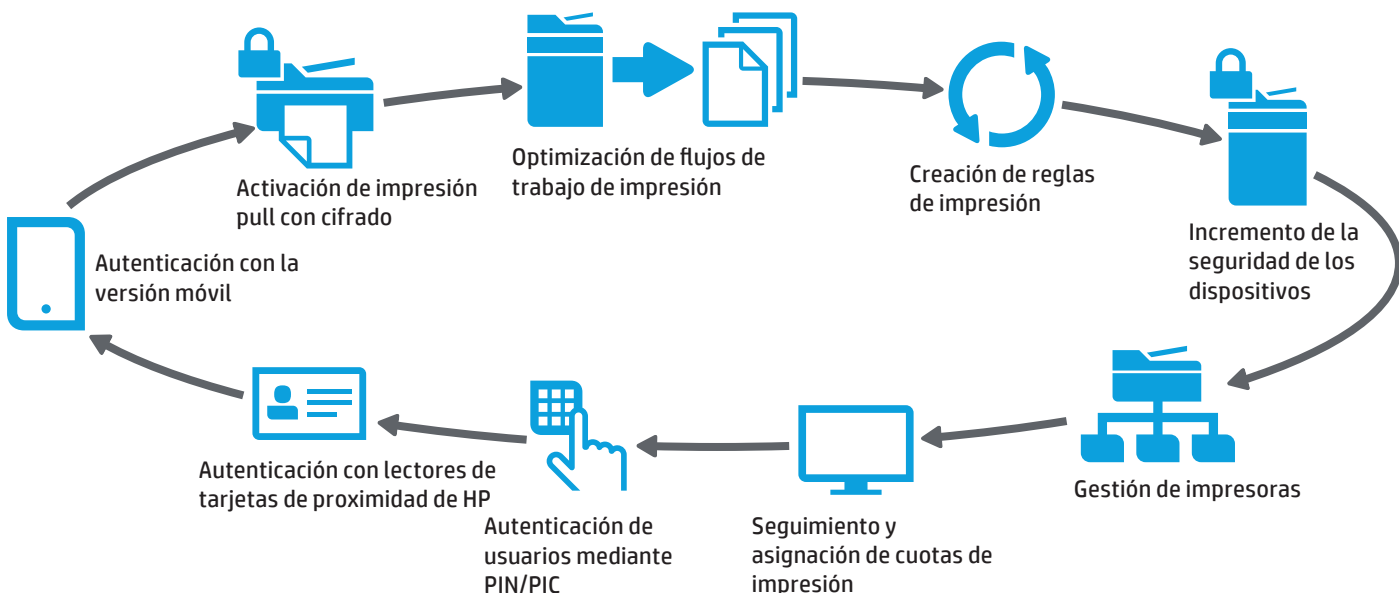 Activación de impresión
pull con cifrado
Optimización de flujos de
trabajo de impresión
Creación de reglas
de impresión
Incremento de la
seguridad de los
dispositivos
Autenticación con la
versión móvil
Autenticación con lectores de
tarjetas de proximidad de HP
Autenticación de
usuarios mediante
PIN/PIC
Seguimiento y
asignación de cuotas de
impresión
Gestión de impresoras